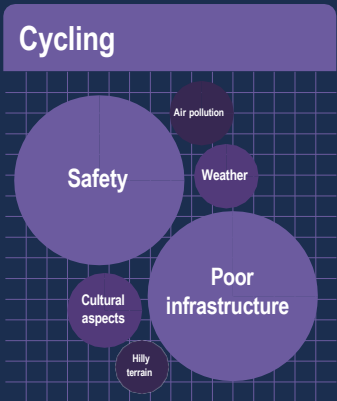 Cycling
Air pollution
Safety
Weather
Poor
infrastructure
Cultural
aspects
Hilly
terrain